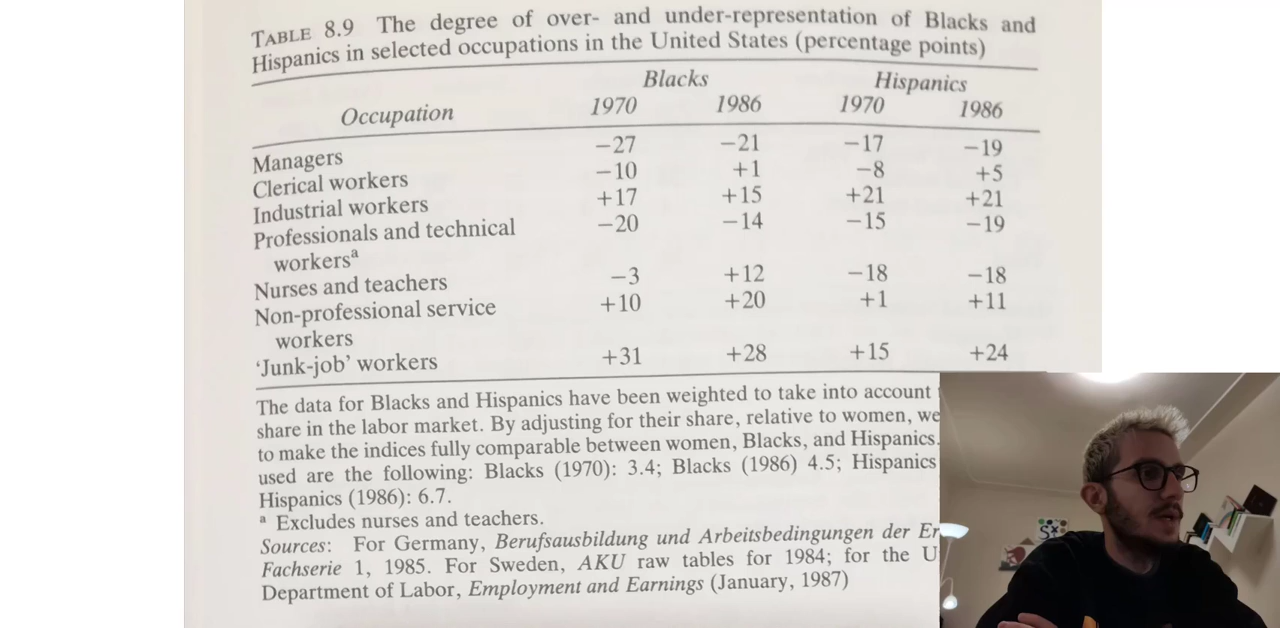 TABLE 8.9 The degree of over- and under-representation of Blacks and
Hispanics in selected occupations in the United States (percentage points)
Blacks Hispanics
Occupation 1970 1986 1970 1986
Managers −27 −21 −17 −19
Clerical workers −10 +1 −8 +5
Industrial workers +17 +15 +21 +21
Professionals and technical −20 −14 −15 −19
workersª
Nurses and teachers −3 +12 −18 −18
Non-professional service +10 +20 +1 +11
workers
‘Junk-job’ workers +31 +28 +15 +24
The data for Blacks and Hispanics have been weighted to take into account
share in the labor market. By adjusting for their share, relative to women, we
to make the indices fully comparable between women, Blacks, and Hispanics.
used are the following: Blacks (1970): 3.4; Blacks (1986) 4.5; Hispanics
Hispanics (1986): 6.7.
ª Excludes nurses and teachers.
Sources: For Germany, Berufsausbildung und Arbeitsbedingungen der
Fachserie 1, 1985. For Sweden, AKU raw tables for 1984; for the
Department of Labor, Employment and Earnings (January, 1987)